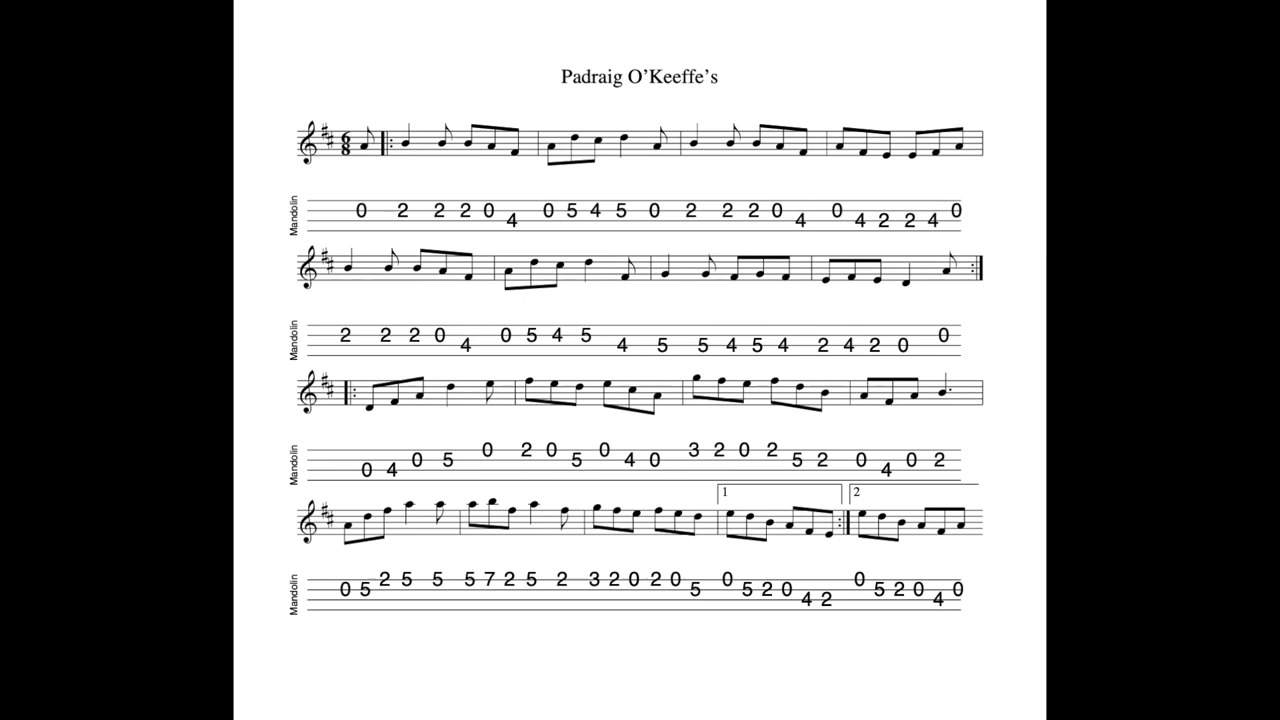 Padraig O'Keeffe's
6
8
Mandolin
0 2 2 2 0 4 0 5 4 5 0 2 2 2 0 4 0 4 2 2 4 0
Mandolin
2 2 2 0 4 0 5 4 5 4 5 5 4 5 4 2 4 2 0 0
Mandolin
0 4 0 5 0 2 0 5 0 4 0 3 2 0 2 5 2 0 4 0 2
1 2
Mandolin
0 5 2 5 5 5 7 2 5 2 3 2 0 2 0 5 0 5 2 0 4 2 0 5 2 0 4 0